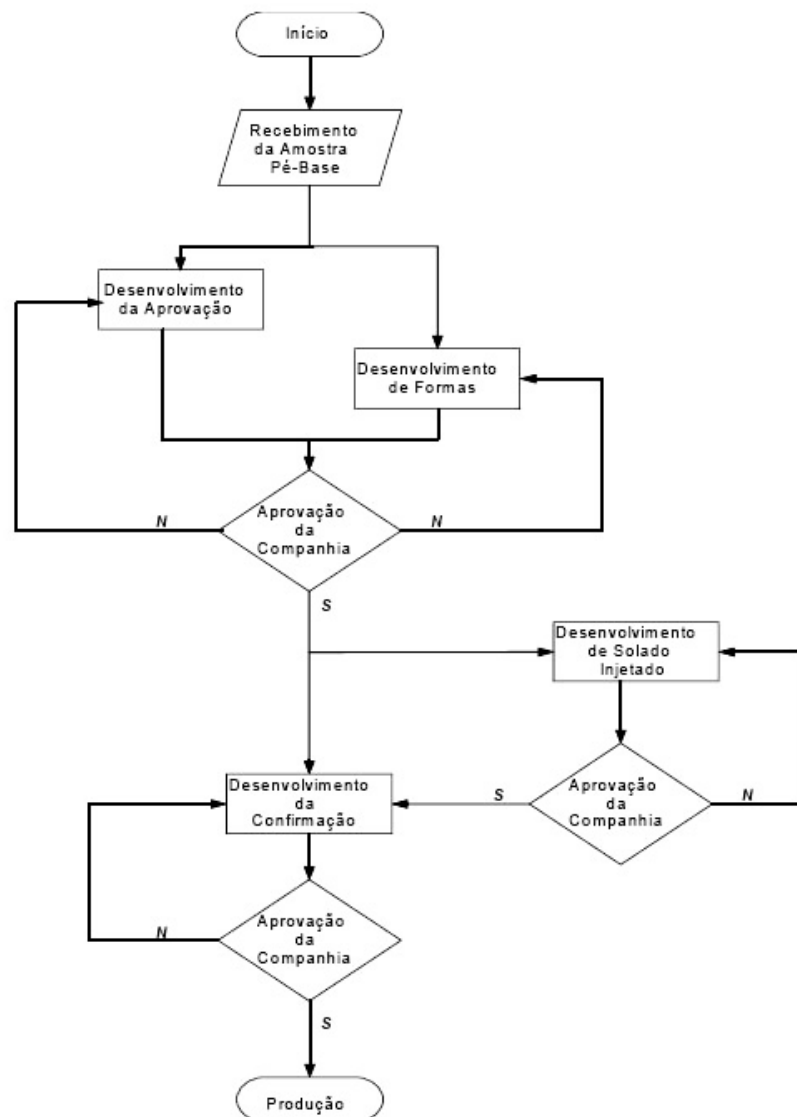 Início
Recebimento
da Amostra
Pé-Base
Desenvolvimento
da Aprovação
Desenvolvimento
de Formas
N
Aprovação
da
Companhia
N
S
Desenvolvimento
de Solado
Injetado
Desenvolvimento
da
Confirmação
S
Aprovação
da
Companhia
N
N
Aprovação
da
Companhia
S
Produção